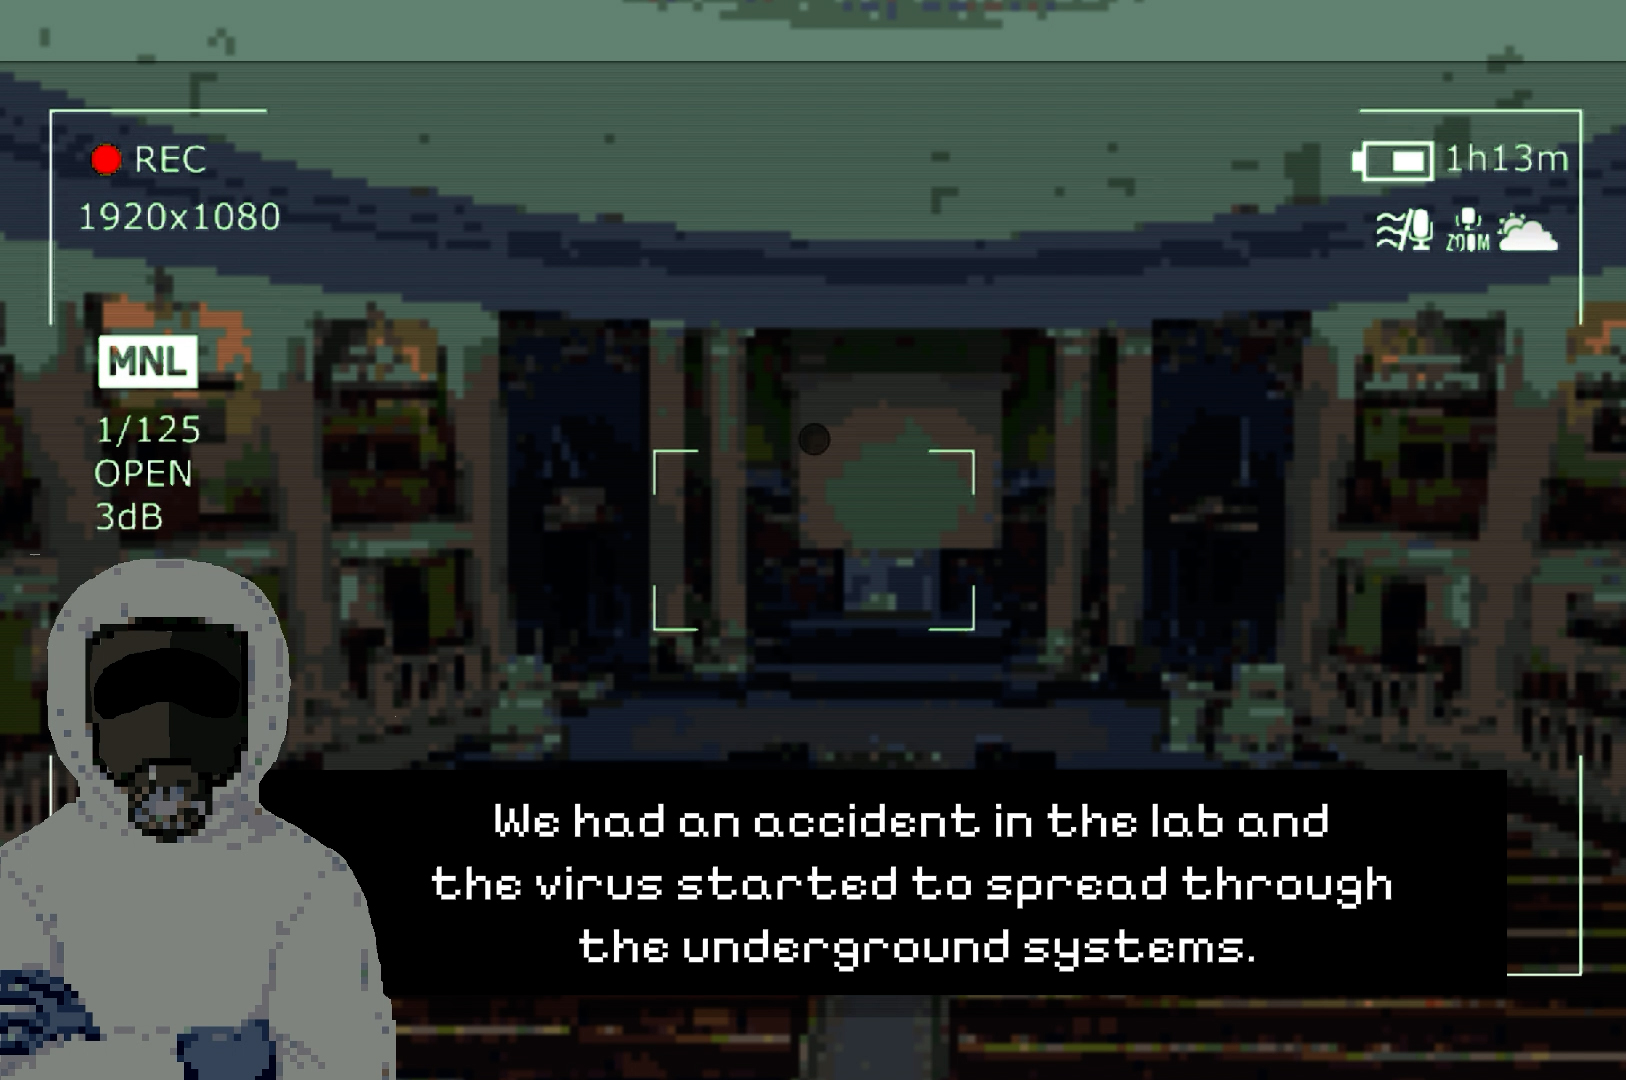 REC
1920x1080
1h13m
ZOOM
MNL
1/125
OPEN
3dB
We had an accident in the lab and
the virus started to spread through
the underground systems.